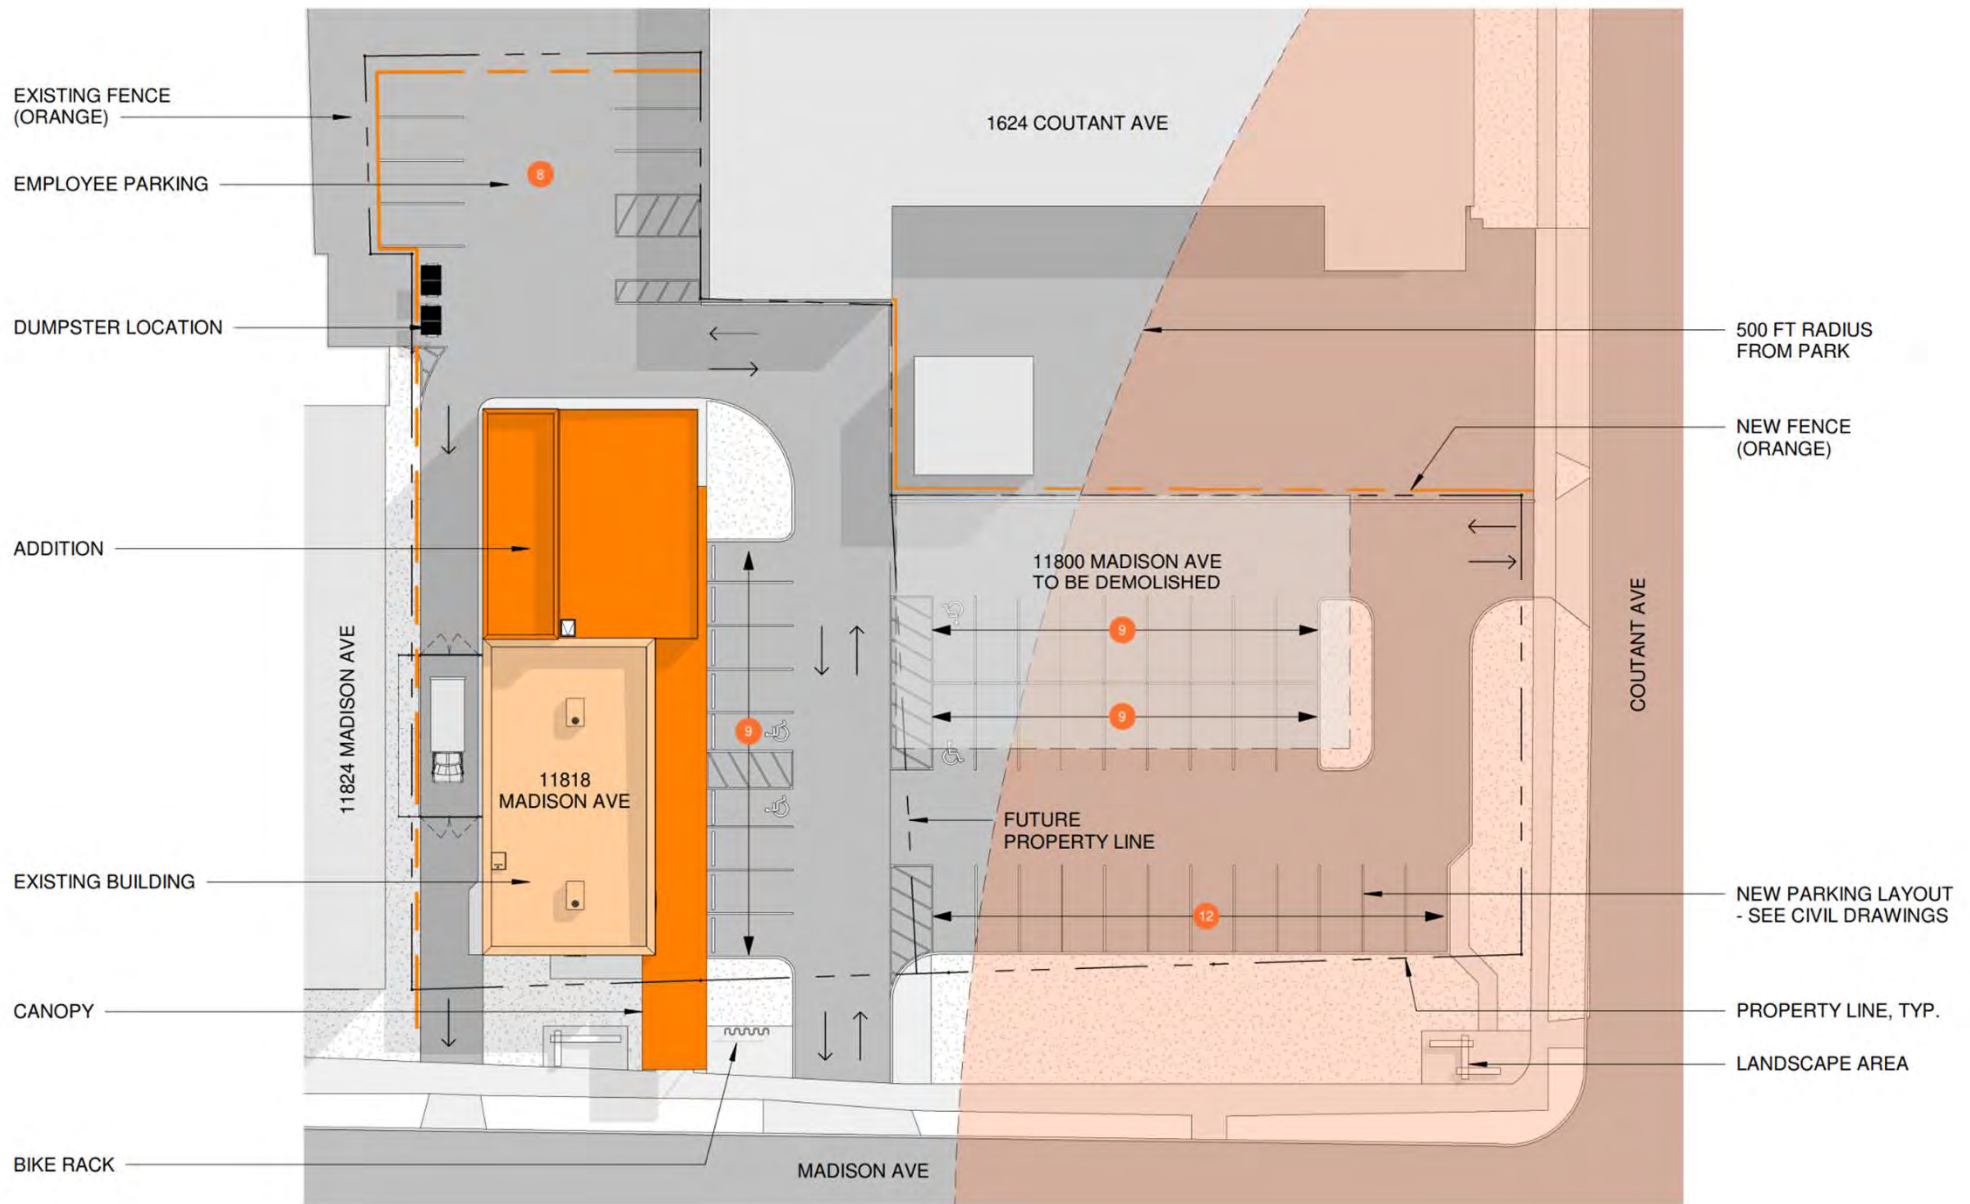 EXISTING FENCE
(ORANGE)
EMPLOYEE PARKING
DUMPSTER LOCATION
ADDITION
EXISTING BUILDING
CANOPY
BIKE RACK
8
1624 COUTANT AVE
11824 MADISON AVE
11818
MADISON AVE
9
11800 MADISON AVE
TO BE DEMOLISHED
9
9
FUTURE
PROPERTY LINE
12
MADISON AVE
COUTANT AVE
500 FT RADIUS
FROM PARK
NEW FENCE
(ORANGE)
NEW PARKING LAYOUT
- SEE CIVIL DRAWINGS
PROPERTY LINE, TYP.
LANDSCAPE AREA